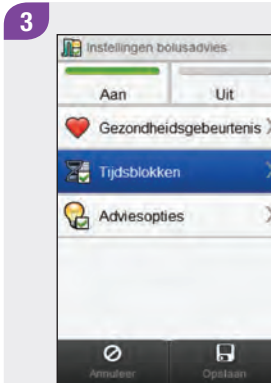 3
Instellingen bolusadvies
Aan Uit
Gezondheidsgebeurtenis
Tijdsblokken
Adviesopties
Annuleer Opslaan